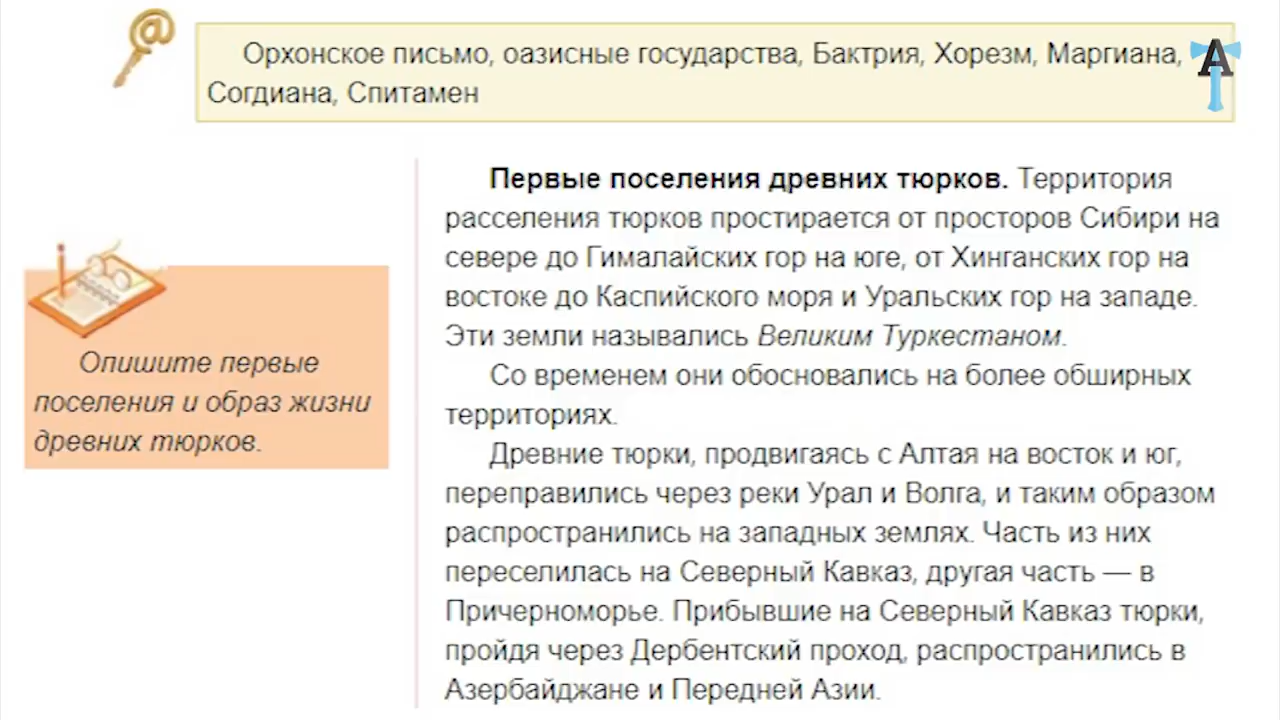 Орхонское письмо, оазисные государства, Бактрия, Хорезм, Маргиана,
Согдиана, Спитамен
A
Первые поселения древних тюрков. Территория
расселения тюрков простирается от просторов Сибири на
севере до Гималайских гор на юге, от Хинганских гор на
востоке до Каспийского моря и Уральских гор на западе.
Эти земли назывались Великим Туркестаном.
Со временем они обосновались на более обширных
территориях.
Древние тюрки, продвигаясь с Алтая на восток и юг,
переправились через реки Урал и Волга, и таким образом
распространились на западных землях. Часть из них
переселилась на Северный Кавказ, другая часть — в
Причерноморье. Прибывшие на Северный Кавказ тюрки,
пройдя через Дербентский проход, распространились в
Азербайджане и Передней Азии.
Опишите первые
поселения и образ жизни
древних тюрков.